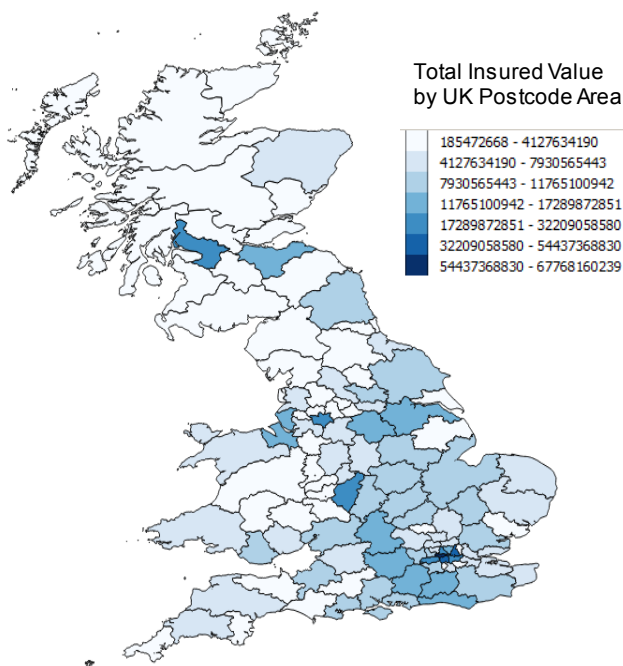 Total Insured Value
by UK Postcode Area
185472668 - 4127634190
4127634190 - 7930565443
7930565443 - 11765100942
11765100942 - 17289872851
17289872851 - 32209058580
32209058580 - 54437368830
54437368830 - 67768160239